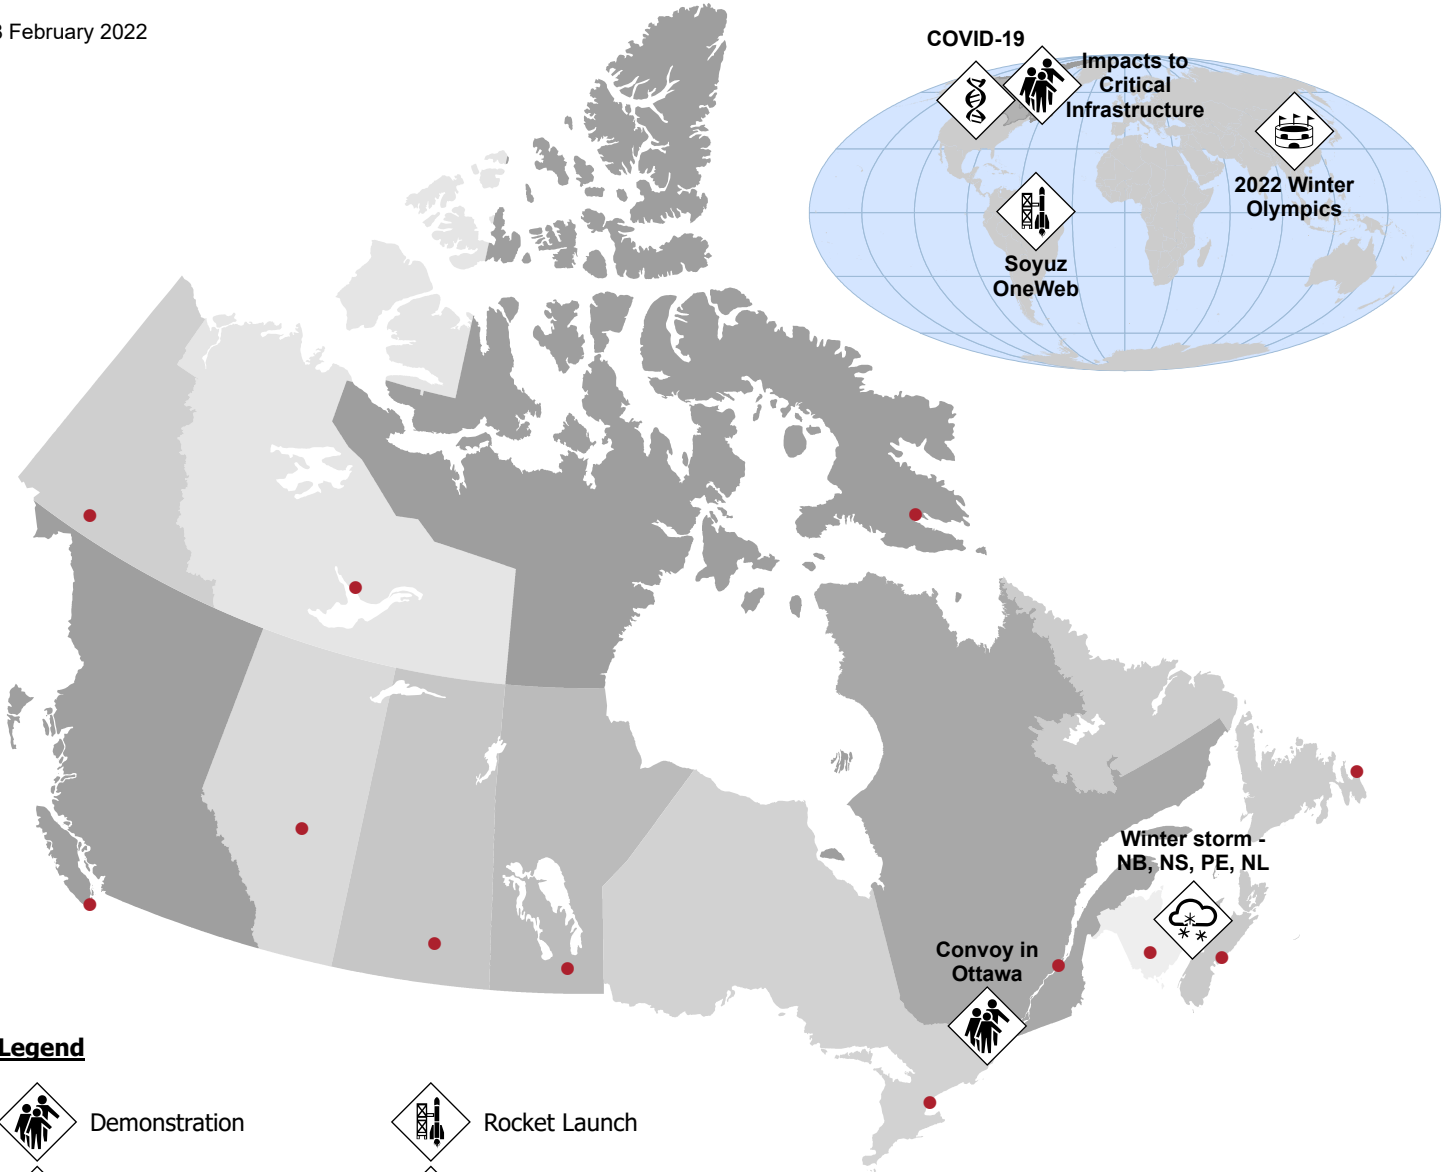 February 2022
COVID-19
Impacts to
Critical
Infrastructure
2022 Winter
Olympics
Soyuz
OneWeb
Winter storm -
NB, NS, PE, NL
Convoy in
Ottawa
Legend
Demonstration
Rocket Launch